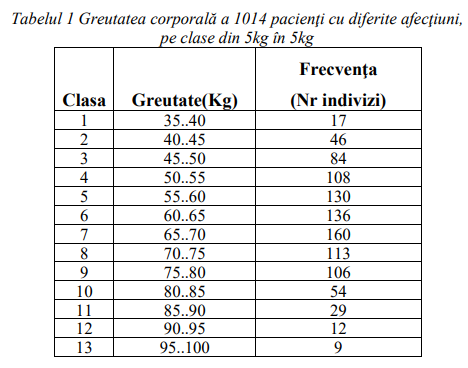 Tabelul 1 Greutatea corporală a 1014 pacienţi cu diferite afecţiuni,
pe clase din 5kg în 5kg
Clasa Greutate(Kg) Frecvenţa (Nr indivizi)
1 35..40 17
2 40..45 46
3 45..50 84
4 50..55 108
5 55..60 130
6 60..65 136
7 65..70 160
8 70..75 113
9 75..80 106
10 80..85 54
11 85..90 29
12 90..95 12
13 95..100 9